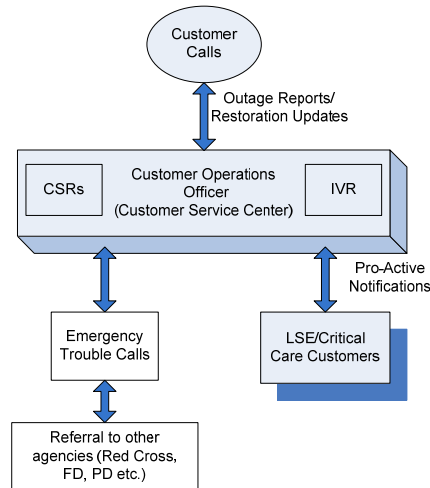 Customer
Calls
Outage Reports/
Restoration Updates
CSRs
Customer Operations
Officer
(Customer Service Center)
IVR
Pro-Active
Notifications
Emergency
Trouble Calls
LSE/Critical
Care Customers
Referral to other
agencies (Red Cross,
FD, PD etc.)